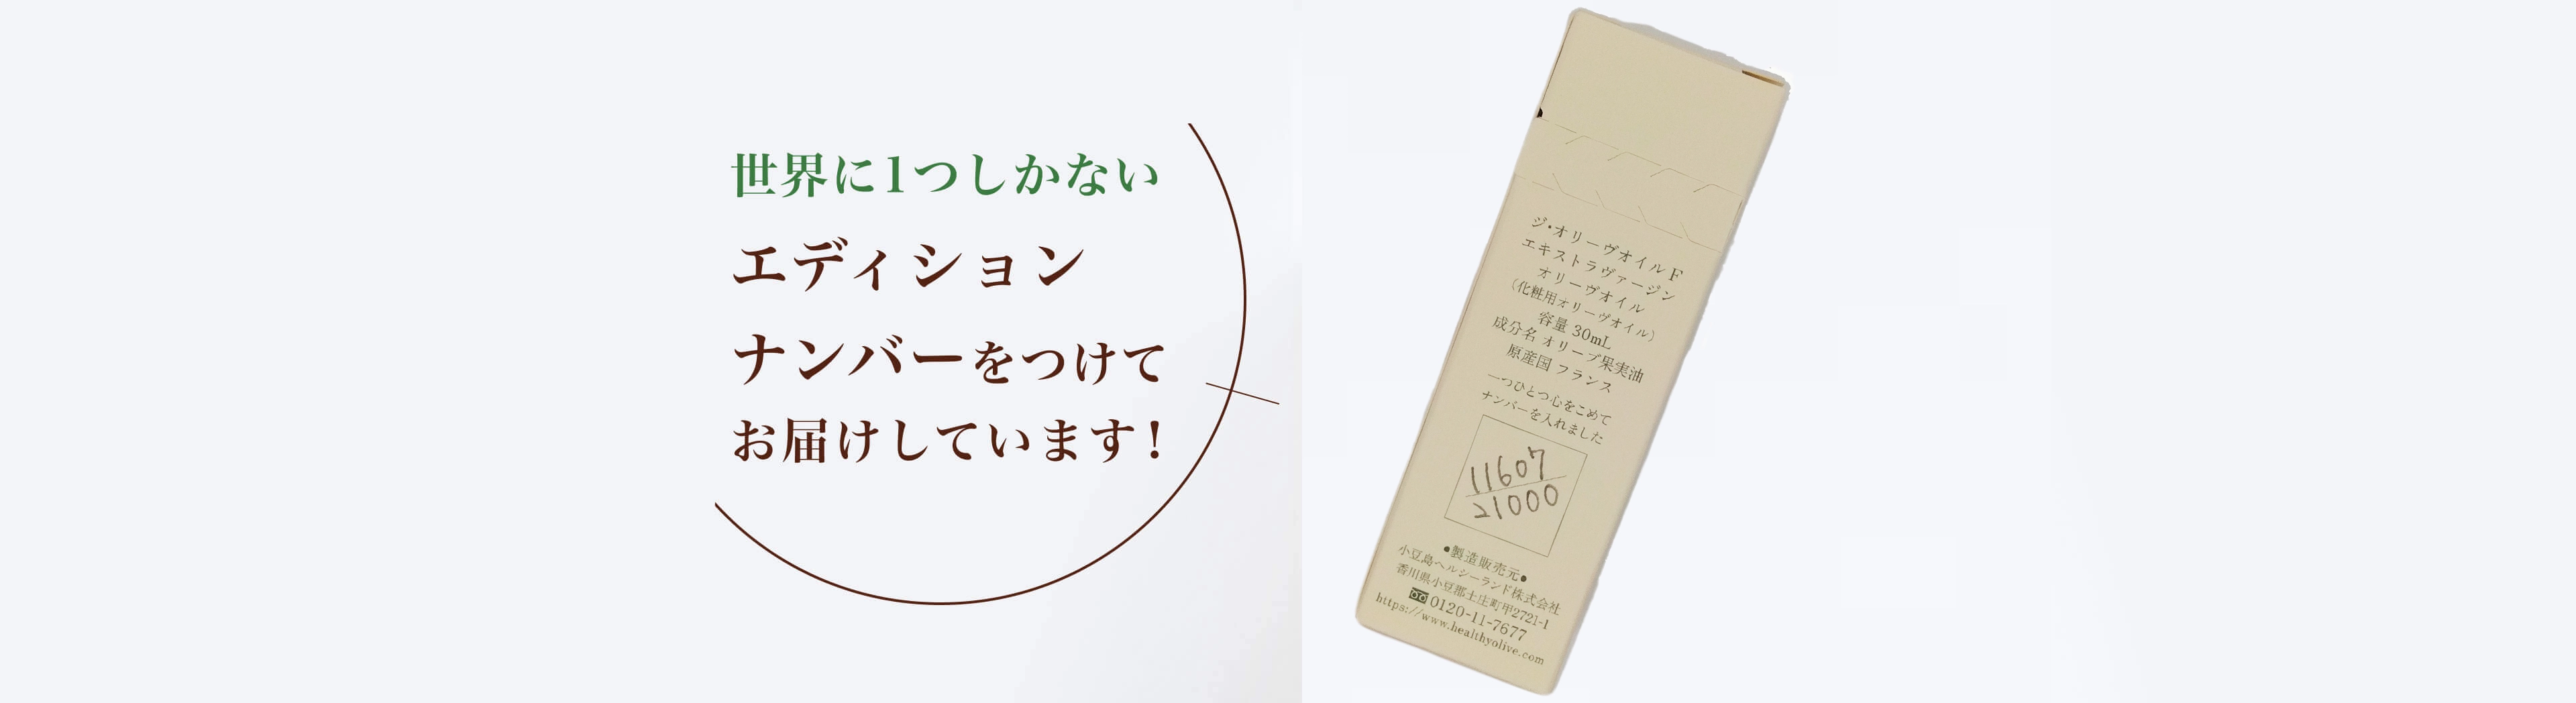 世界に1つしかない
エディション
ナンバーをつけて
お届けしています!
ジ・オリーヴオイル F
エキストラヴァージン
オリーヴオイル
(化粧用オリーヴオイル)
容量 30mL
成分名 オリーブ果実油
原産国 フランス
一つひとつ心をこめて
ナンバーを入れました
11607
21000
●製造販売元●
小豆島ヘルシーランド株式会社
香川県小豆郡土庄町甲2721-1
0120-11-7677
https://www.healthyolive.com